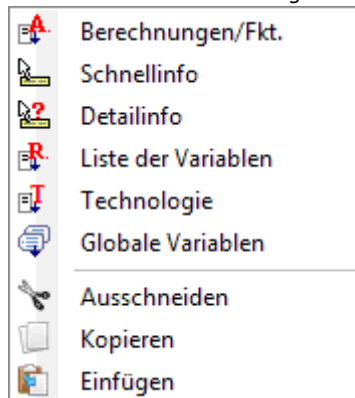 Berechnungen/Fkt.
Schnellinfo
Detailinfo
Liste der Variablen
Technologie
Globale Variablen
Ausschneiden
Kopieren
Einfügen